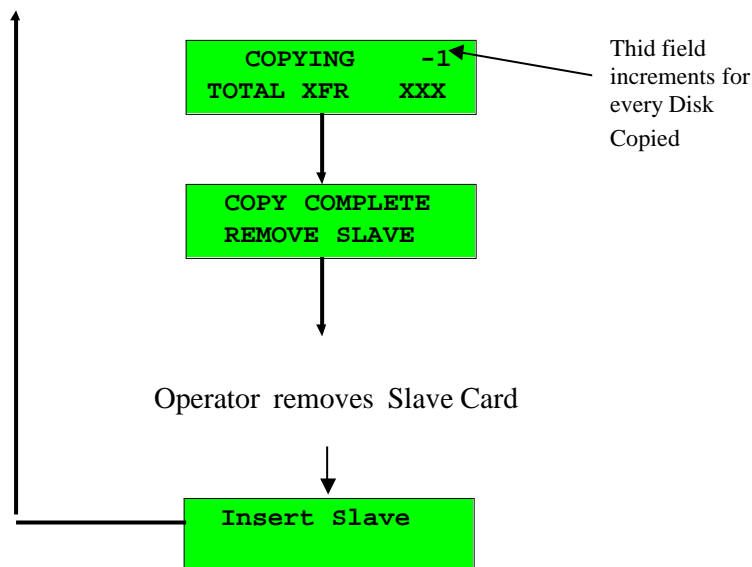 COPYING -1
TOTAL XFR XXX
Thid field
increments for
every Disk
Copied
COPY COMPLETE
REMOVE SLAVE
Operator removes Slave Card
Insert Slave